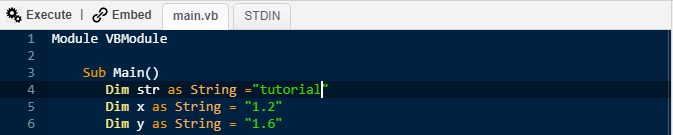 Execute | Embed main.vb STDIN
1 Module VBModule
2
3 Sub Main()
4 Dim str as String ="tutorial"
5 Dim x as String = "1.2"
6 Dim y as String = "1.6"